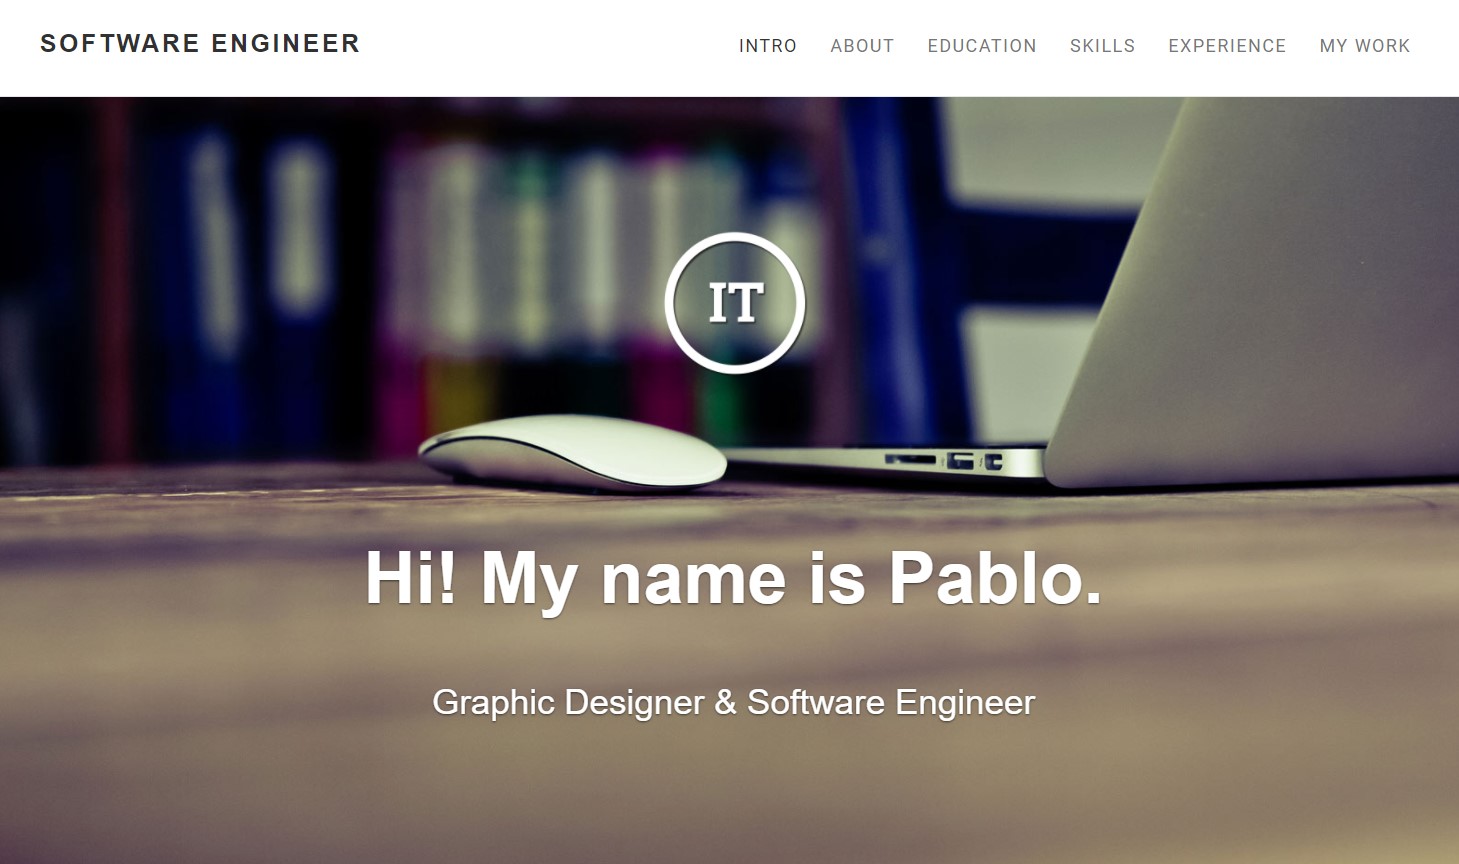 SOFTWARE ENGINEER
INTRO ABOUT EDUCATION SKILLS EXPERIENCE MY WORK
IT
Hi! My name is Pablo.
Graphic Designer & Software Engineer